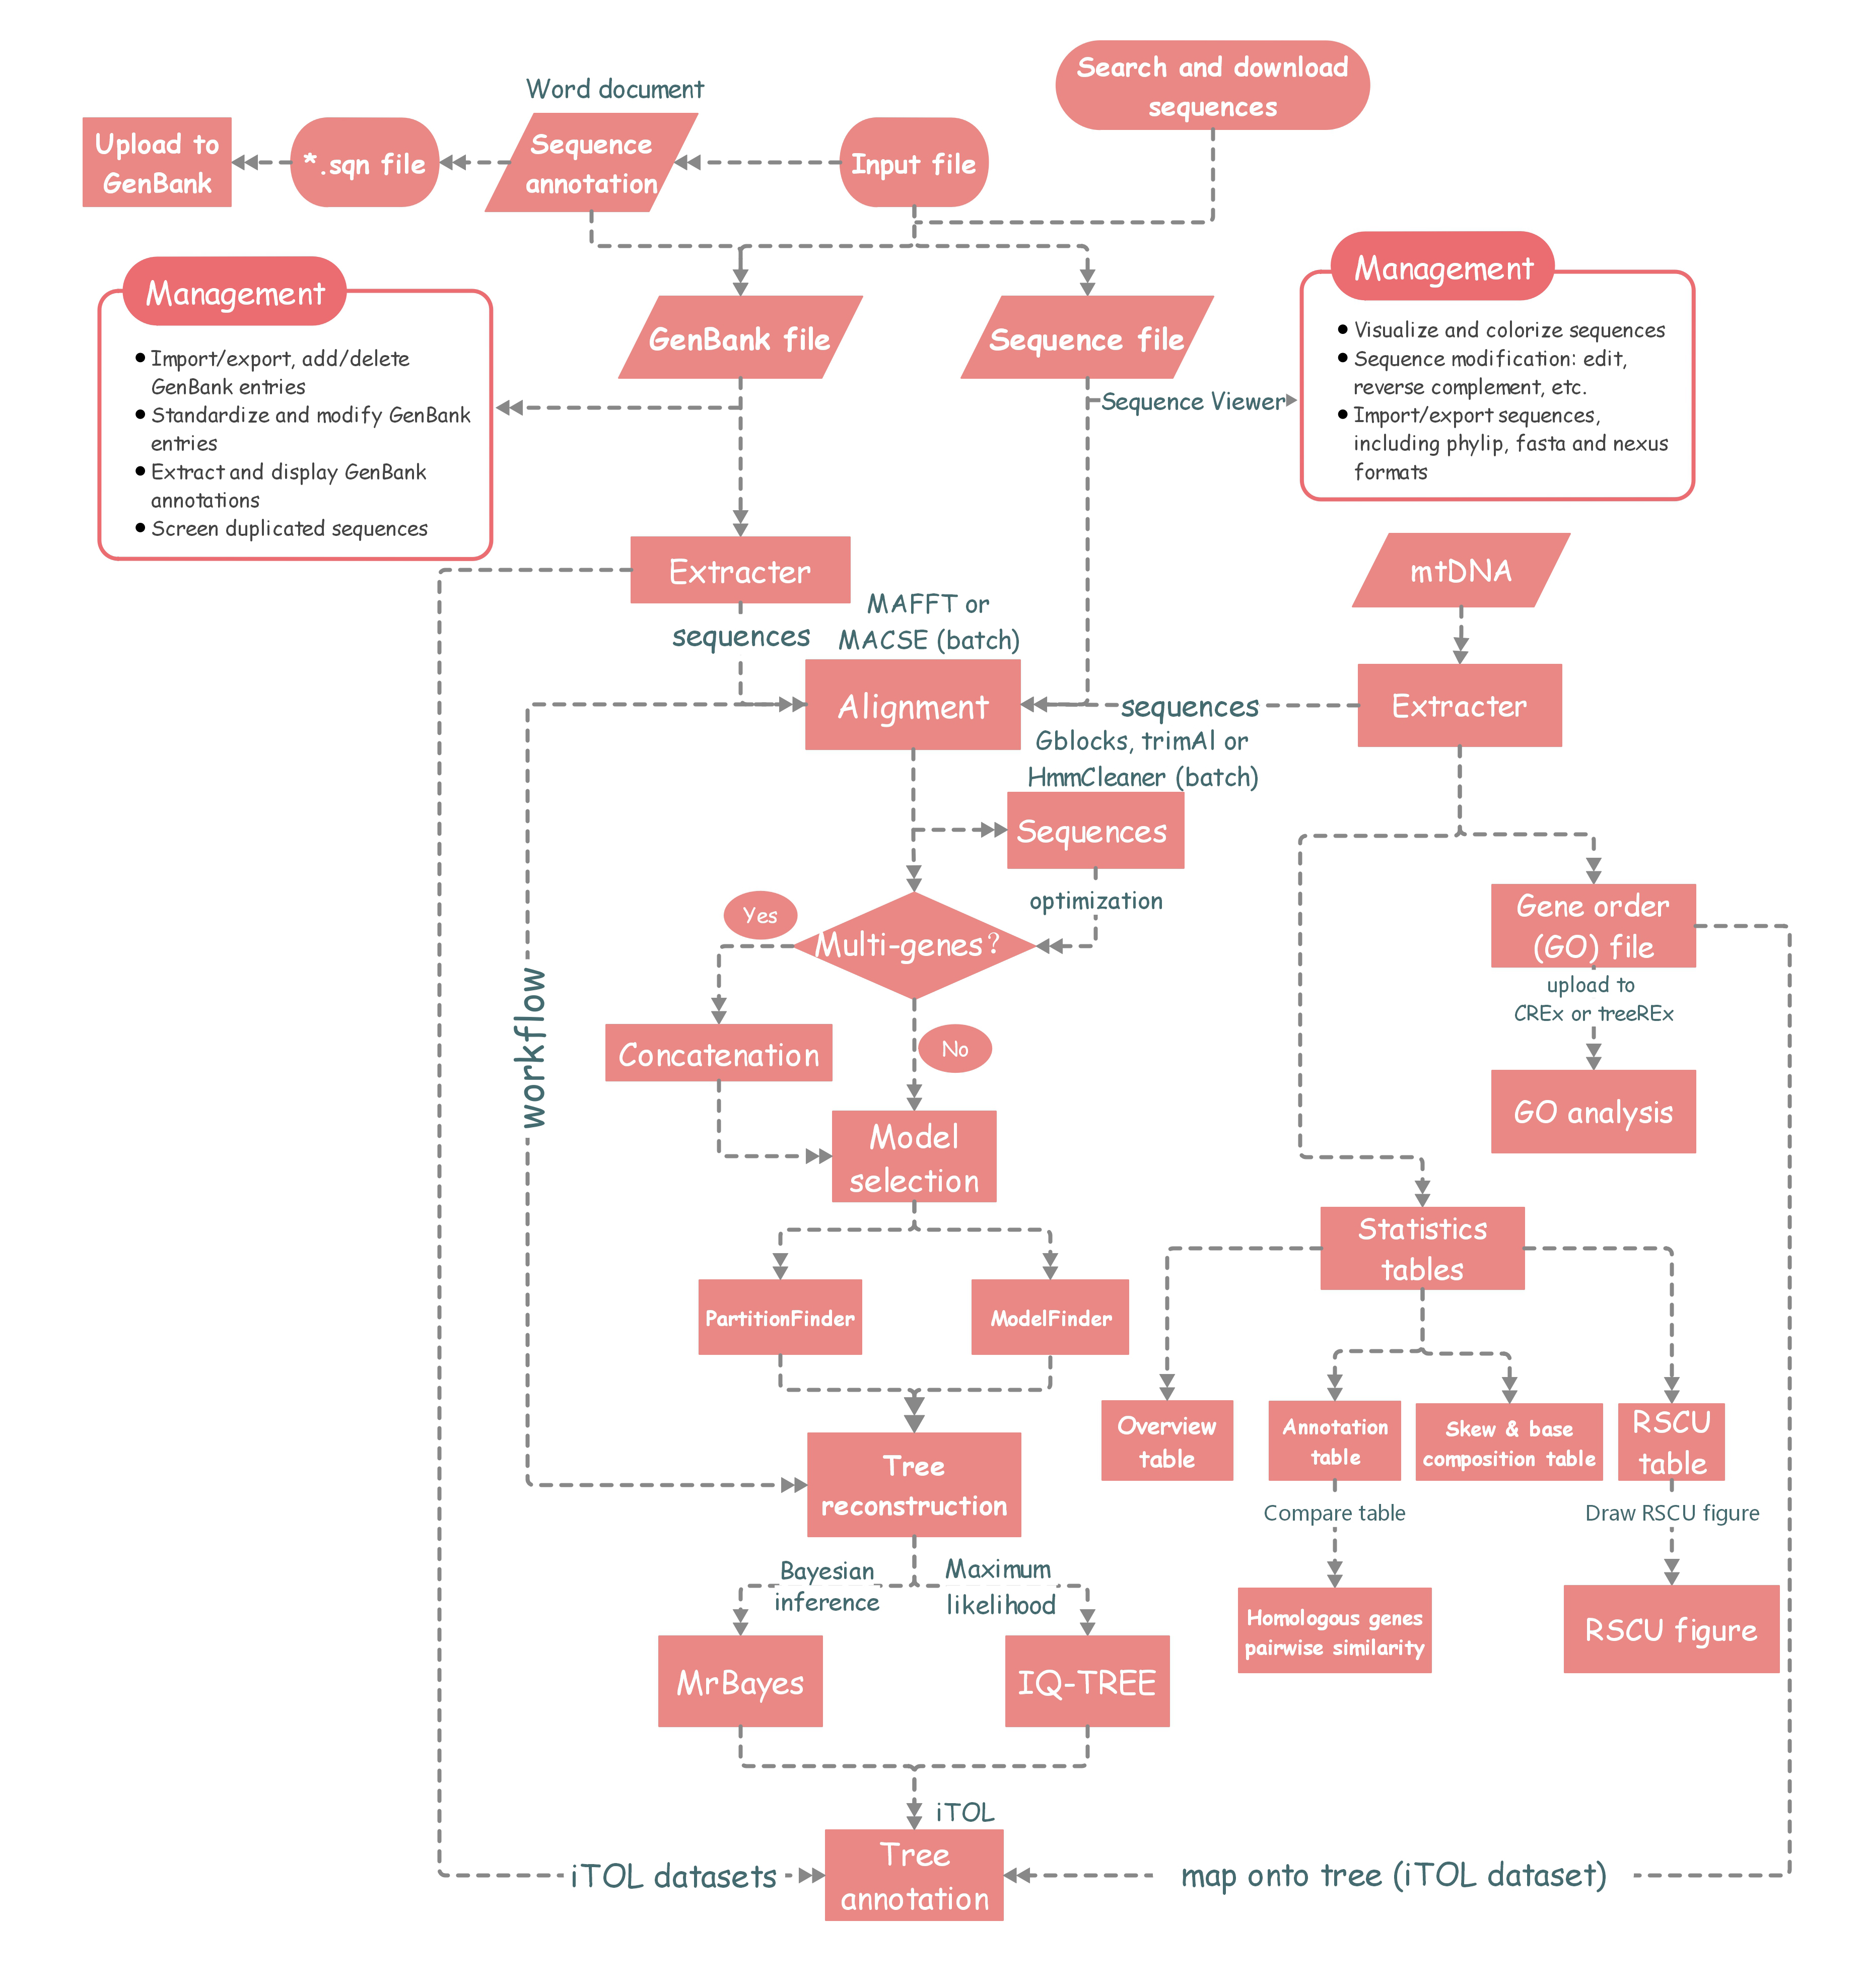 Search and download
sequences
Word document
Upload to
GenBank
*.sqn file
Sequence
annotation
Input file
Management
• Import/export, add/delete
GenBank entries
• Standardize and modify GenBank
entries
• Extract and display GenBank
annotations
• Screen duplicated sequences
GenBank file
Sequence file
Sequence Viewer
Management
• Visualize and colorize sequences
• Sequence modification: edit,
reverse complement, etc.
• Import/export sequences,
including phylip, fasta and nexus
formats
Extracter
sequences
MAFFT or
MACSE (batch)
Alignment
mtDNA
Extracter
sequences
Gblocks, trimAl or
HmmCleaner (batch)
Sequences
optimization
Yes
Multi-genes?
No
Concatenation
workflow
Gene order
(GO) file
upload to
CREx or treeREx
GO analysis
Model
selection
PartitionFinder
ModelFinder
Statistics
tables
Overview
table
Annotation
table
Skew & base
composition table
RSCU
table
Compare table
Draw RSCU figure
Homologous genes
pairwise similarity
RSCU figure
Tree
reconstruction
Bayesian
inference
Maximum
likelihood
MrBayes
IQ-TREE
iTOL
iTOL datasets
Tree
annotation
map onto tree (iTOL dataset)